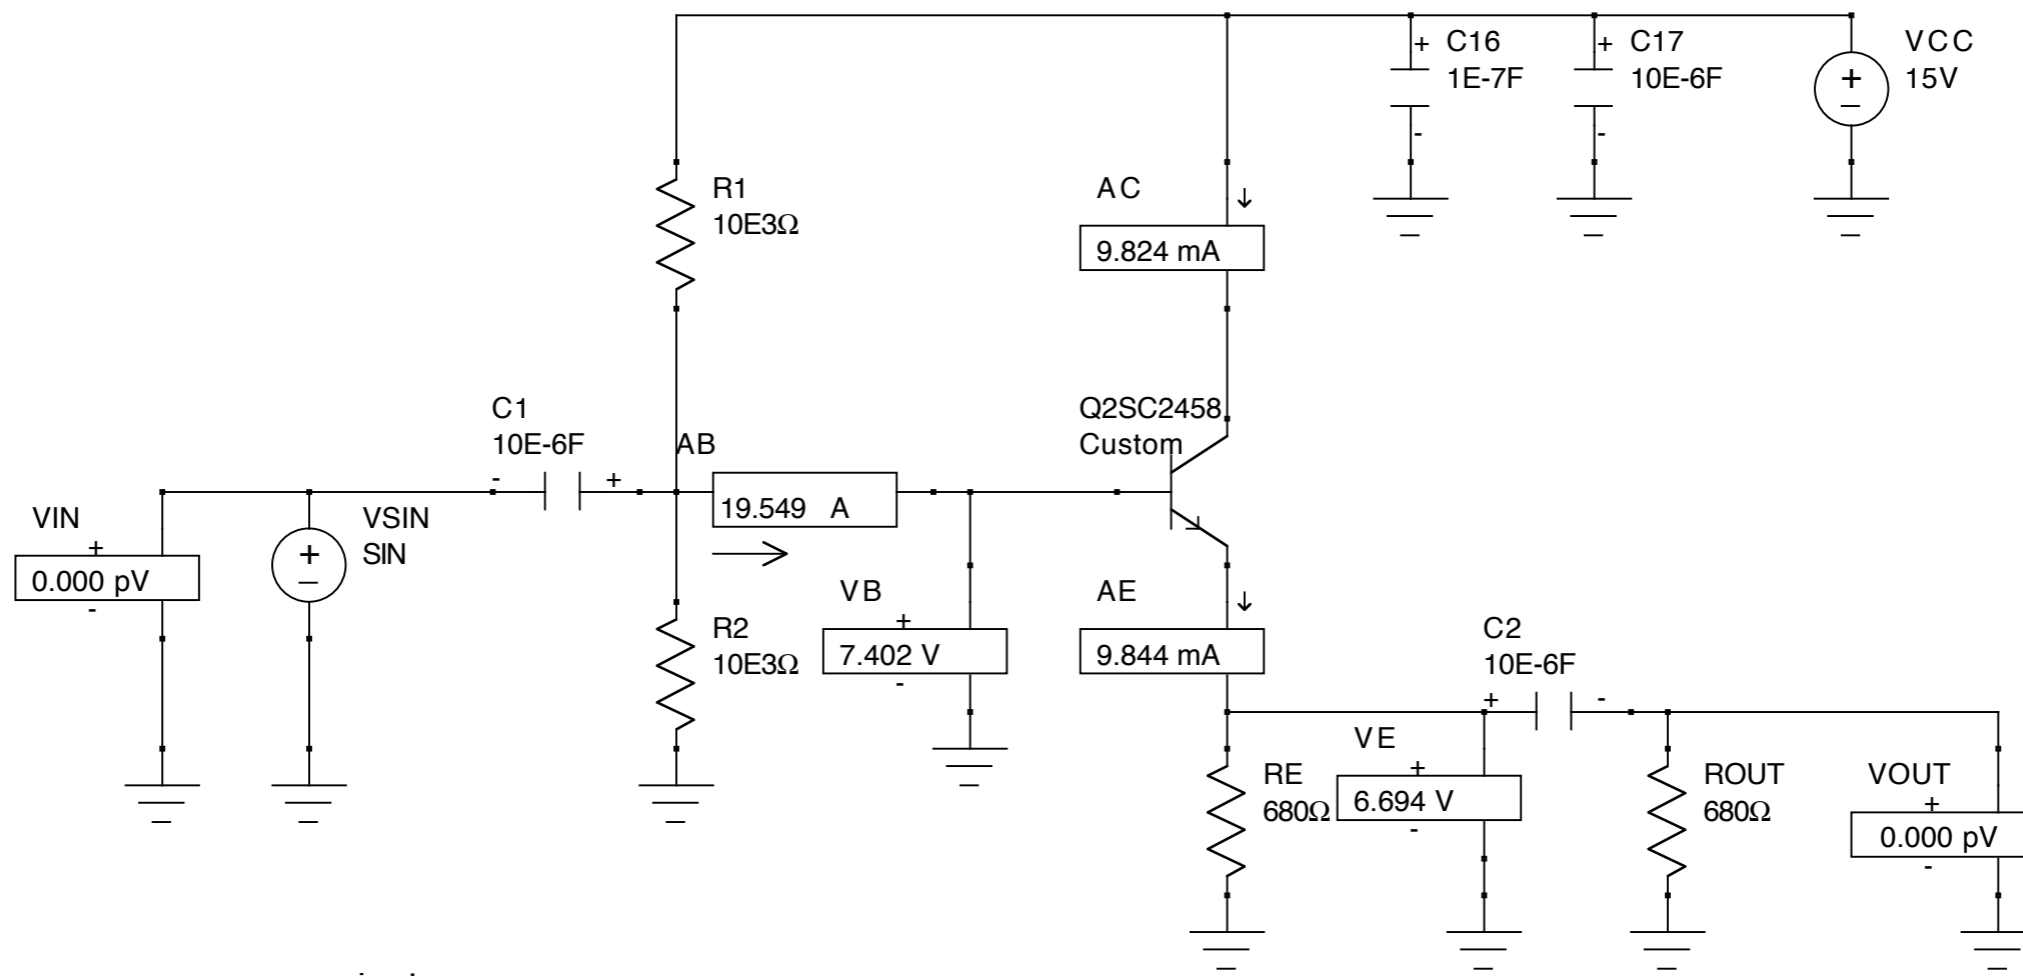 C16
1E-7F
C17
10E-6F
VCC
15V
R1
10E3Ω
AC
9.824 mA
C1
10E-6F
AB
19.549 A
Q2SC2458
Custom
VIN
0.000 pV
VSIN
SIN
R2
10E3Ω
VB
7.402 V
AE
9.844 mA
C2
10E-6F
VE
6.694 V
RE
680Ω
ROUT
680Ω
VOUT
0.000 pV